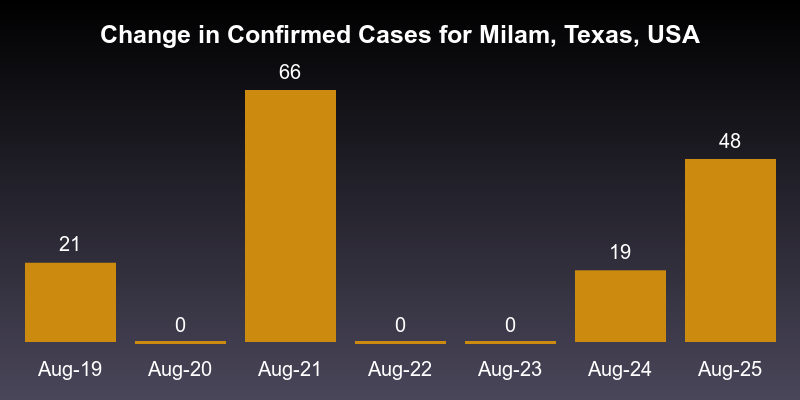 Change in Confirmed Cases for Milam, Texas, USA
66
48
21
19
0
0
0
Aug-19
Aug-20
Aug-21
Aug-22
Aug-23
Aug-24
Aug-25